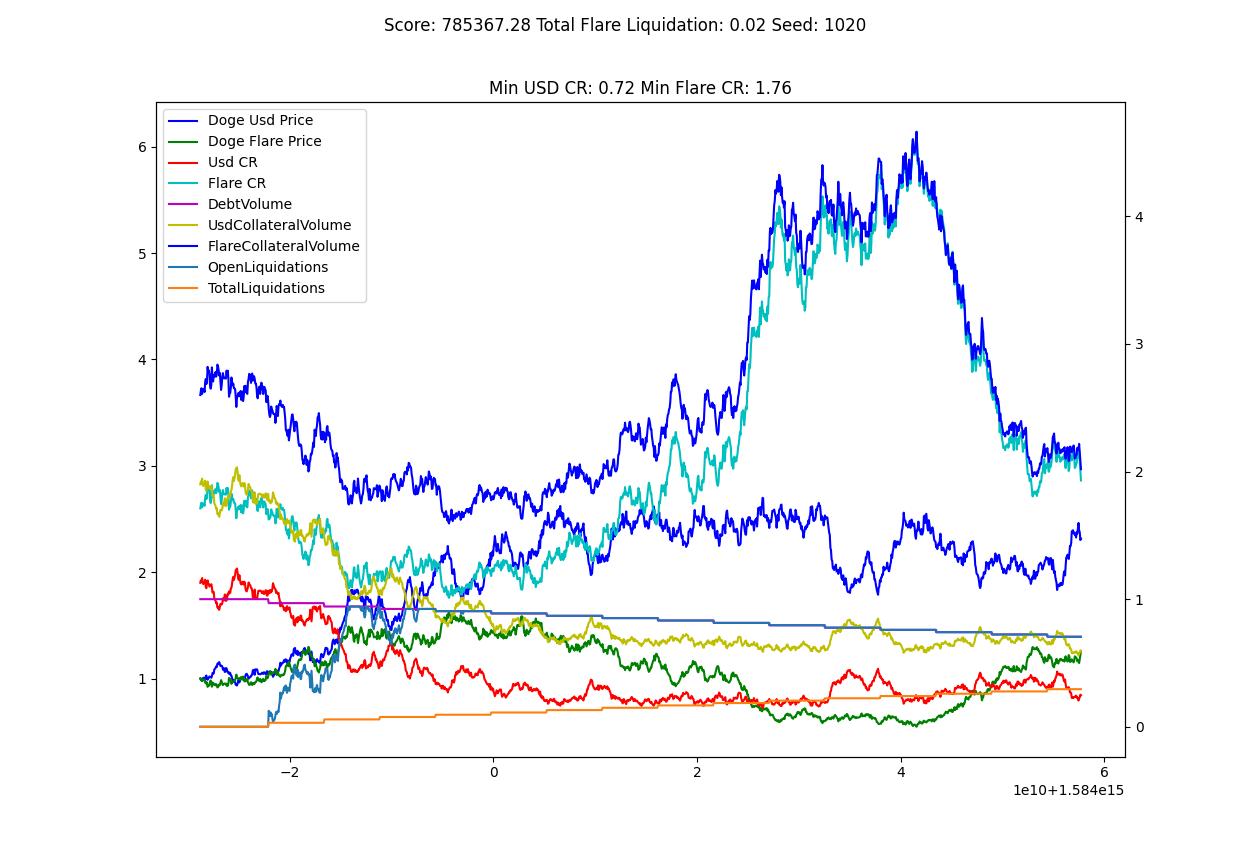 Score: 785367.28 Total Flare Liquidation: 0.02 Seed: 1020
Min USD CR: 0.72 Min Flare CR: 1.76
Doge Usd Price
Doge Flare Price
Usd CR
Flare CR
DebtVolume
UsdCollateralVolume
FlareCollateralVolume
OpenLiquidations
TotalLiquidations
6
5
4
3
2
1
4
3
2
1
0
−2
0
2
4
6
1e10+1.584e15